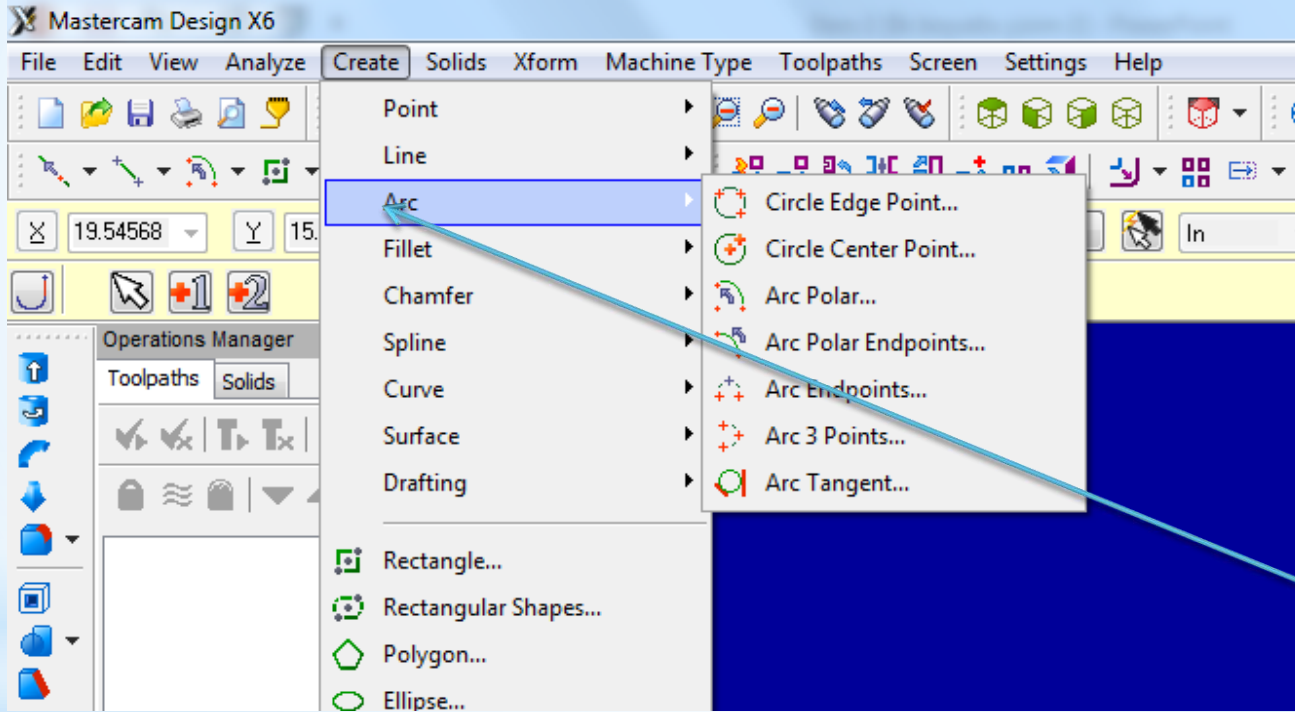 Mastercam Design X6
File Edit View Analyze Create Solids Xform Machine Type Toolpaths Screen Settings Help
Point
Line
Arc
Fillet
Chamfer
Spline
Curve
Surface
Drafting
Rectangle...
Rectangular Shapes...
Polygon...
Ellipse...
Circle Edge Point...
Circle Center Point...
Arc Polar...
Arc Polar Endpoints...
Arc Endpoints...
Arc 3 Points...
Arc Tangent...
X 19.54568 Y 15.
In
+1 +2
Operations Manager
Toolpaths Solids